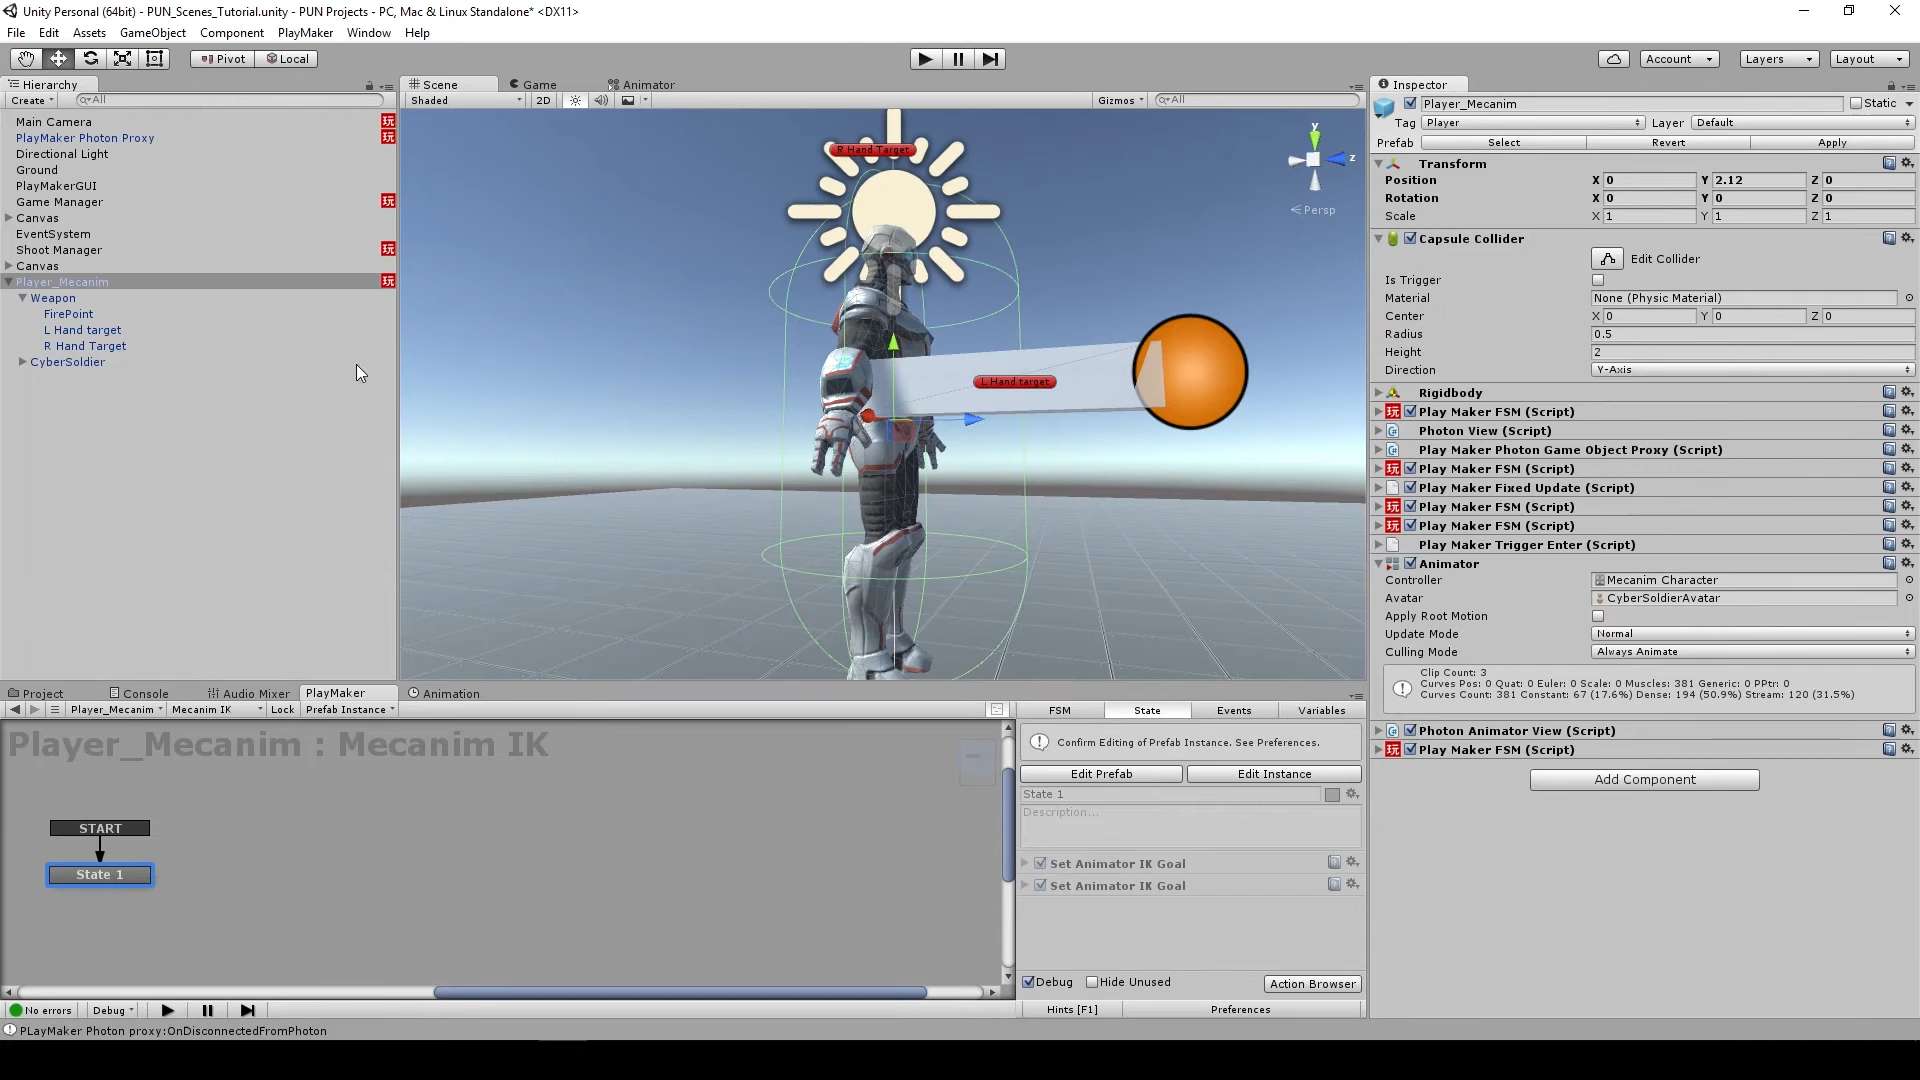 Unity Personal (64bit) - PUN_Scenes_Tutorial.unity - PUN Projects - PC, Mac & Linux Standalone* <DX11>
File Edit Assets GameObject Component PlayMaker Window Help
Pivot Local Account Layers Layout
Hierarchy
Create All
Main Camera
PlayMaker Photon Proxy
Directional Light
Ground
PlayMakerGUI
Game Manager
Canvas
EventSystem
Shoot Manager
Canvas
Player_Mecanim
Weapon
FirePoint
L Hand target
R Hand Target
CyberSoldier
Scene Game Animator
Shaded 2D Gizmos All
R Hand Target
y
z
Persp
L Hand target
Inspector
Player_Mecanim Static
Tag Player Layer Default
Prefab Select Revert Apply
Transform
Position X 0 Y 2.12 Z 0
Rotation X 0 Y 0 Z 0
Scale X 1 Y 1 Z 1
Capsule Collider
Edit Collider
Is Trigger
Material None (Physic Material)
Center X 0 Y 0 Z 0
Radius 0.5
Height 2
Direction Y-Axis
Rigidbody
玩 Play Maker FSM (Script)
Photon View (Script)
Play Maker Photon Game Object Proxy (Script)
玩 Play Maker FSM (Script)
Play Maker Fixed Update (Script)
玩 Play Maker FSM (Script)
玩 Play Maker FSM (Script)
Play Maker Trigger Enter (Script)
Animator
Controller Mecanim Character
Avatar CyberSoldierAvatar
Apply Root Motion
Update Mode Normal
Culling Mode Always Animate
Clip Count: 3
Curves Pos: 0 Quat: 0 Euler: 0 Scale: 0 Muscles: 381 Generic: 0 PPtr: 0
Curves Count: 381 Constant: 67 (17.6%) Dense: 194 (50.9%) Stream: 120 (31.5%)
Photon Animator View (Script)
玩 Play Maker FSM (Script)
Add Component
Project Console Audio Mixer PlayMaker Animation
Player_Mecanim Mecanim IK Lock Prefab Instance
Player_Mecanim : Mecanim IK
START
State 1
FSM State Events Variables
Confirm Editing of Prefab Instance. See Preferences.
Edit Prefab Edit Instance
State 1
Description...
Set Animator IK Goal
Set Animator IK Goal
Debug Hide Unused Action Browser
No errors Debug Hints [F1] Preferences
PLayMaker Photon proxy:OnDisconnectedFromPhoton